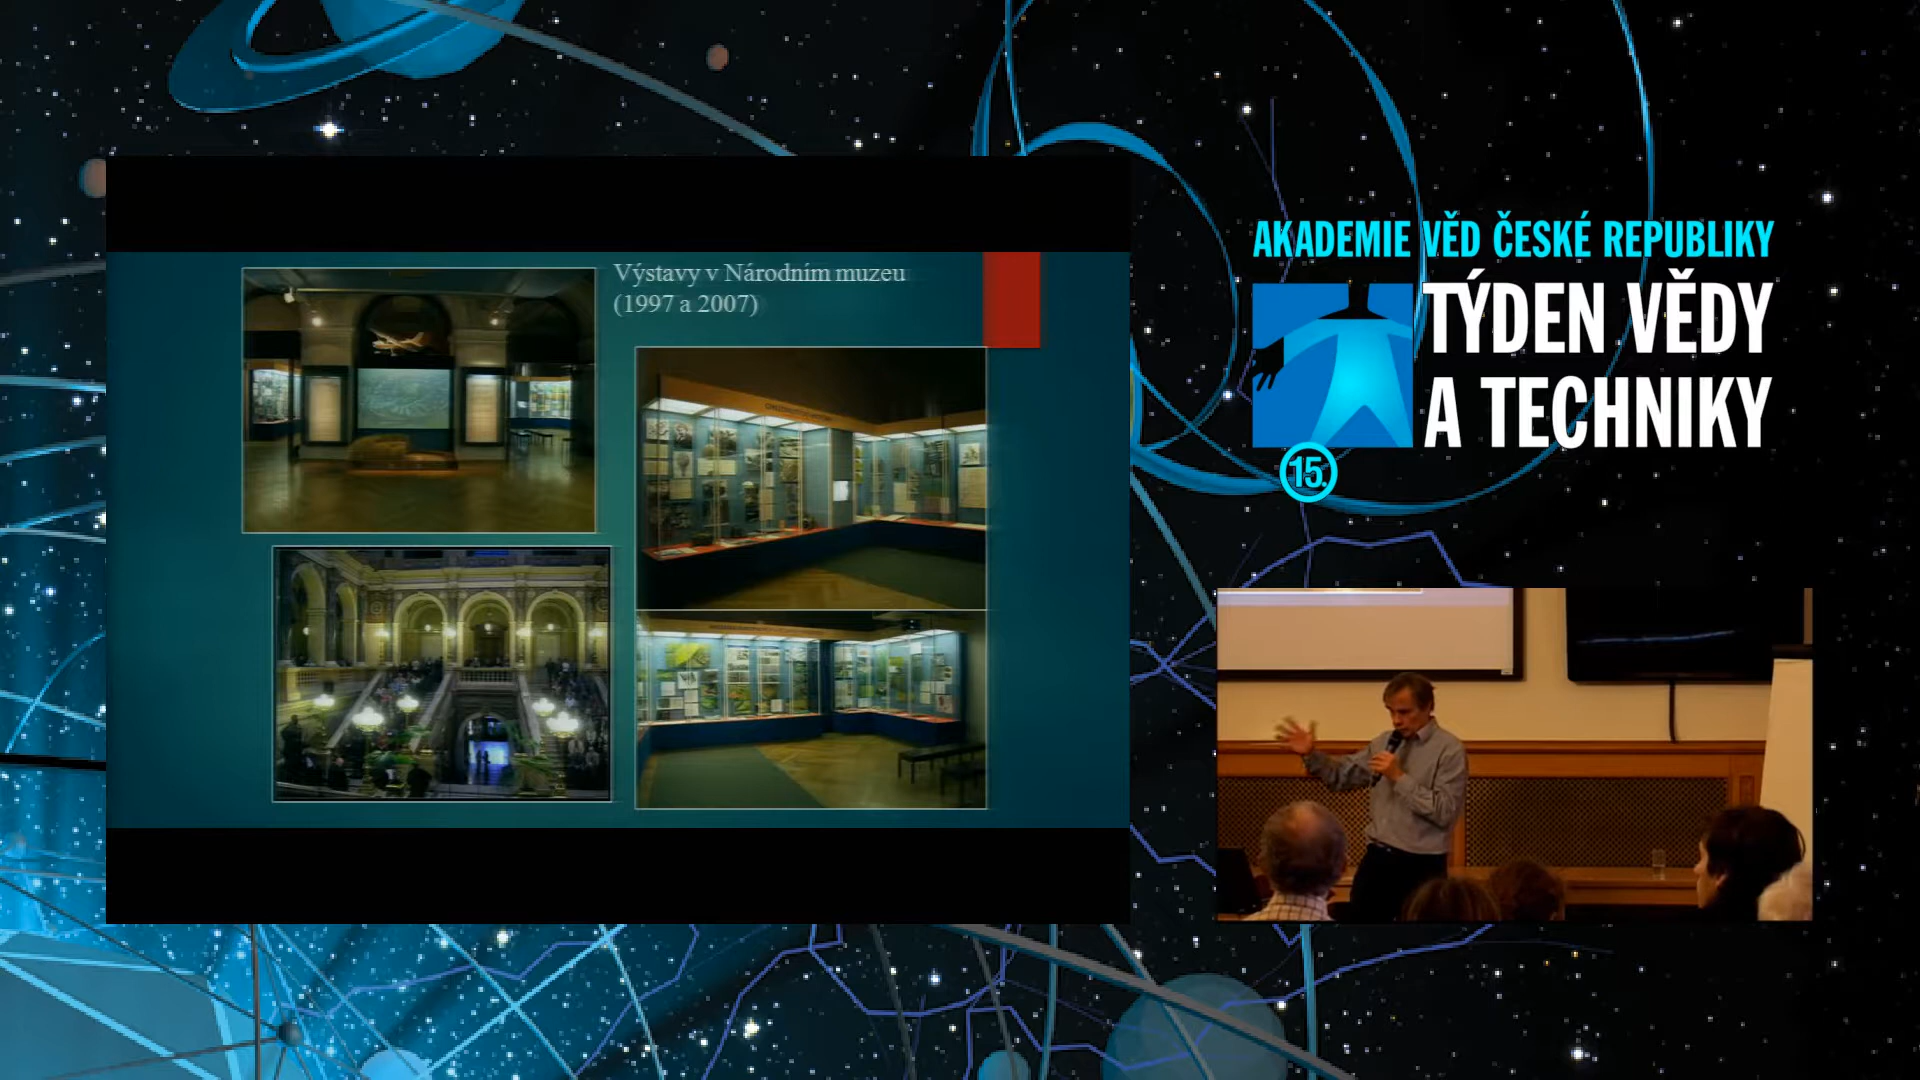 Výstavy v Národním muzeu
(1997 a 2007)
AKADEMIE VĚD ČESKÉ REPUBLIKY
TÝDEN VĚDY
A TECHNIKY
15.